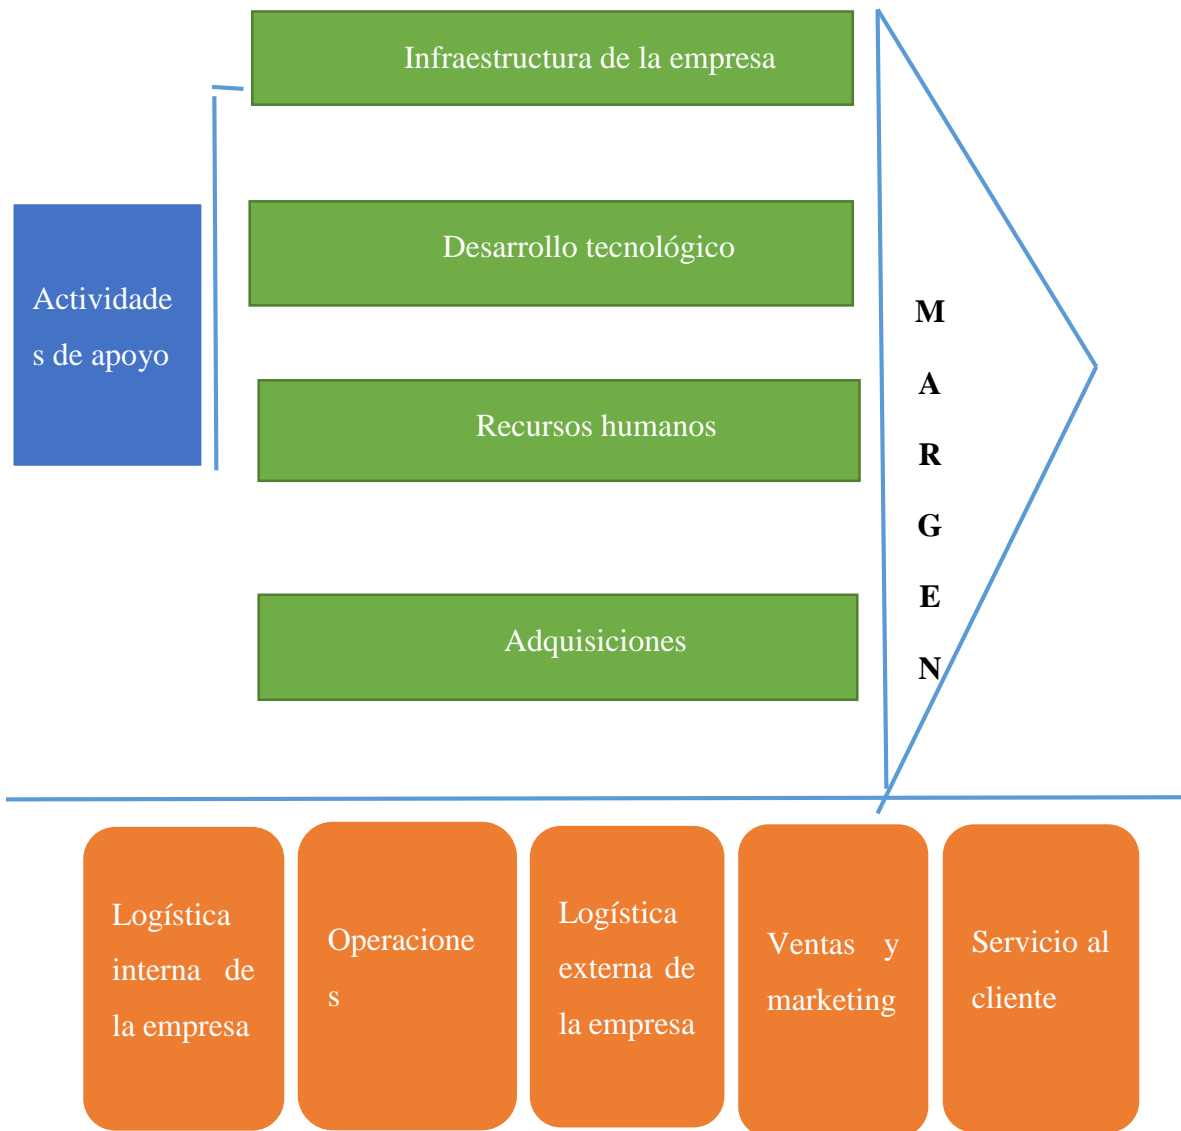 Infraestructura de la empresa
Desarrollo tecnológico
Actividade
s de apoyo
Recursos humanos
Adquisiciones
M
A
R
G
E
N
Logística
interna de
la empresa
Operacione
s
Logística
externa de
la empresa
Ventas y
marketing
Servicio al
cliente